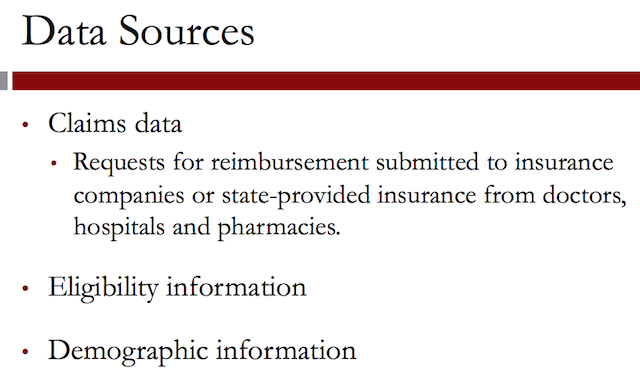 Data Sources
• Claims data
• Requests for reimbursement submitted to insurance
companies or state-provided insurance from doctors,
hospitals and pharmacies.
• Eligibility information
• Demographic information